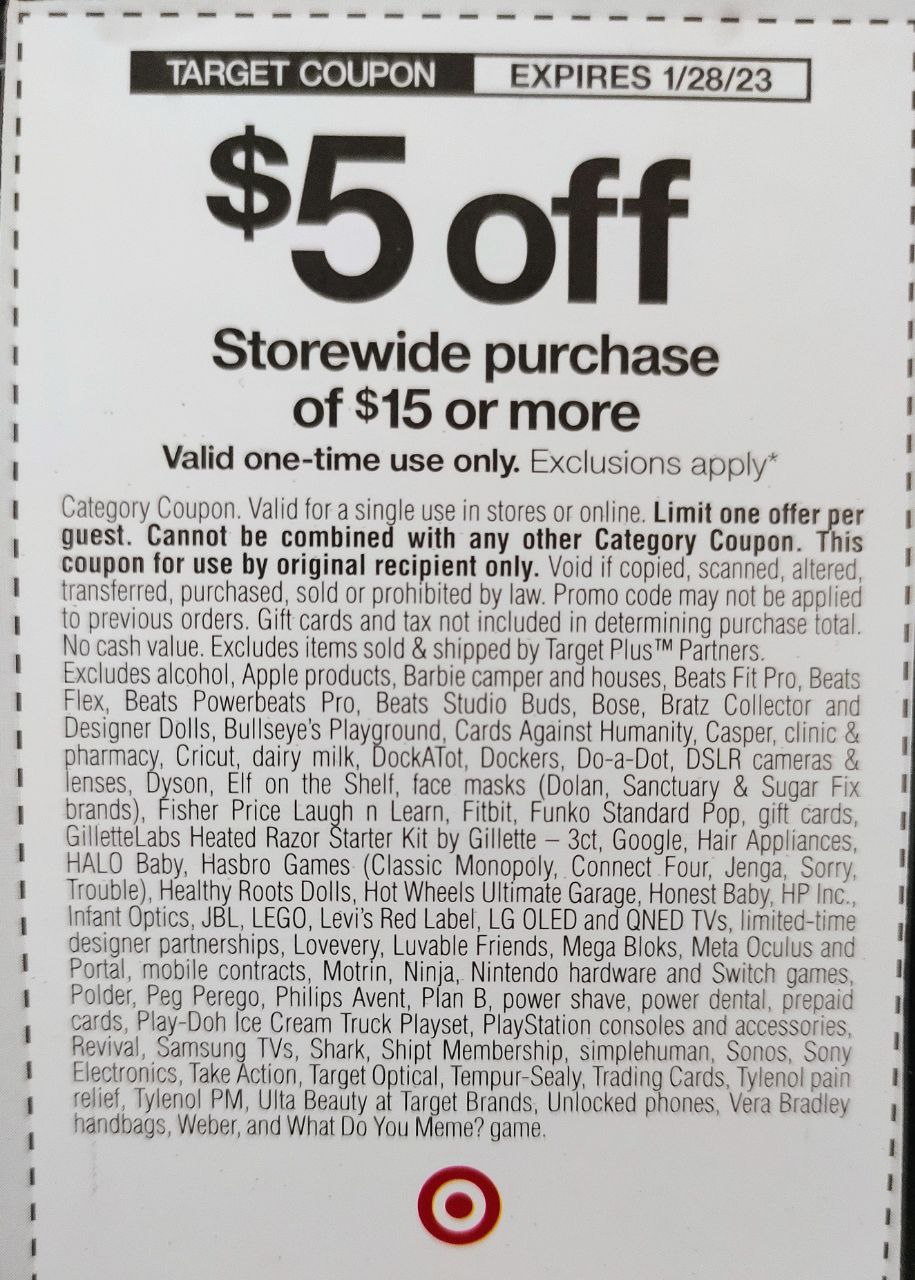 TARGET COUPON EXPIRES 1/28/23
$5 off
Storewide purchase
of $15 or more
Valid one-time use only. Exclusions apply*
Category Coupon. Valid for a single use in stores or online. Limit one offer per
guest. Cannot be combined with any other Category Coupon. This
coupon for use by original recipient only. Void if copied, scanned, altered,
transferred, purchased, sold or prohibited by law. Promo code may not be applied
to previous orders. Gift cards and tax not included in determining purchase total.
No cash value. Excludes items sold & shipped by Target Plus™ Partners.
Excludes alcohol, Apple products, Barbie camper and houses, Beats Fit Pro, Beats
Flex, Beats Powerbeats Pro, Beats Studio Buds, Bose, Bratz Collector and
Designer Dolls, Bullseye's Playground, Cards Against Humanity, Casper, clinic &
pharmacy, Cricut, dairy milk, DockATot, Dockers, Do-a-Dot, DSLR cameras &
lenses, Dyson, Elf on the Shelf, face masks (Dolan, Sanctuary & Sugar Fix
brands), Fisher Price Laugh n Learn, Fitbit, Funko Standard Pop, gift cards,
GilletteLabs Heated Razor Starter Kit by Gillette – 3ct, Google, Hair Appliances,
HALO Baby, Hasbro Games (Classic Monopoly, Connect Four, Jenga, Sorry,
Trouble), Healthy Roots Dolls, Hot Wheels Ultimate Garage, Honest Baby, HP Inc.,
Infant Optics, JBL, LEGO, Levi's Red Label, LG OLED and QNED TVs, limited-time
designer partnerships, Lovevery, Luvable Friends, Mega Bloks, Meta Oculus and
Portal, mobile contracts, Motrin, Ninja, Nintendo hardware and Switch games,
Polder, Peg Perego, Philips Avent, Plan B, power shave, power dental, prepaid
cards, Play-Doh Ice Cream Truck Playset, PlayStation consoles and accessories,
Revival, Samsung TVs, Shark, Shipt Membership, simplehuman, Sonos, Sony
Electronics, Take Action, Target Optical, Tempur-Sealy, Trading Cards, Tylenol pain
relief, Tylenol PM, Ulta Beauty at Target Brands, Unlocked phones, Vera Bradley
handbags, Weber, and What Do You Meme? game.